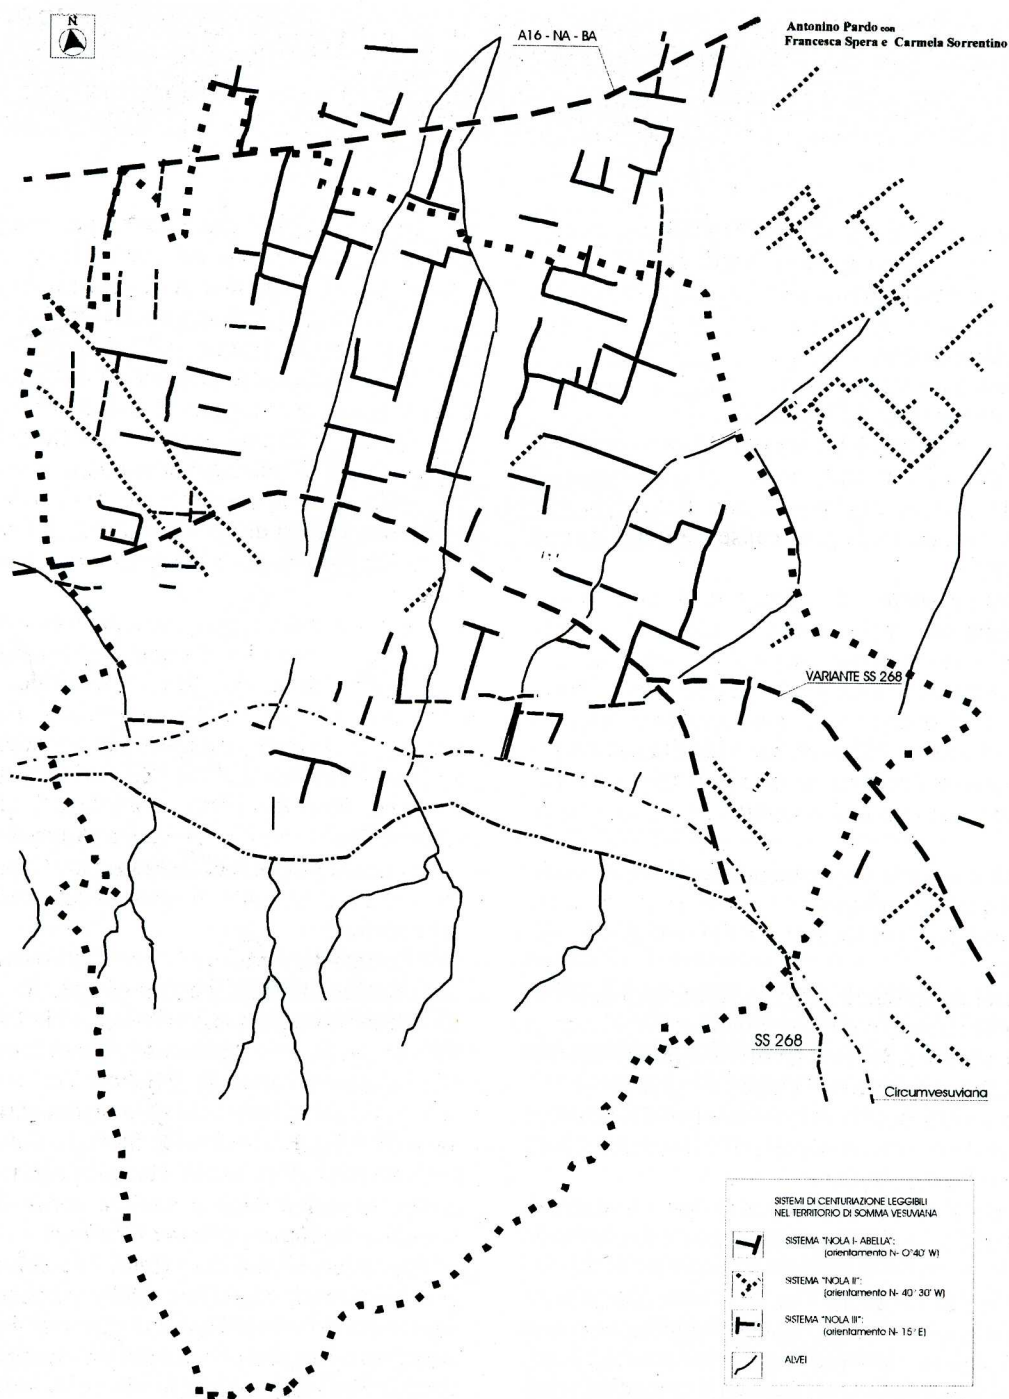 N
A16 - NA - BA
Antonino Pardo con
Francesca Spera e Carmela Sorrentino
VARIANTE SS 268
SS 268
Circumvesuviana
SISTEMI DI CENTURIAZIONE LEGGIBILI
NEL TERRITORIO DI SOMMA VESUVIANA
SISTEMA "NOLA I- ABELLA":
(orientamento N- 0°40' W)
SISTEMA "NOLA II":
(orientamento N- 40°30' W)
SISTEMA "NOLA III":
(orientamento N- 15° E)
ALVEI